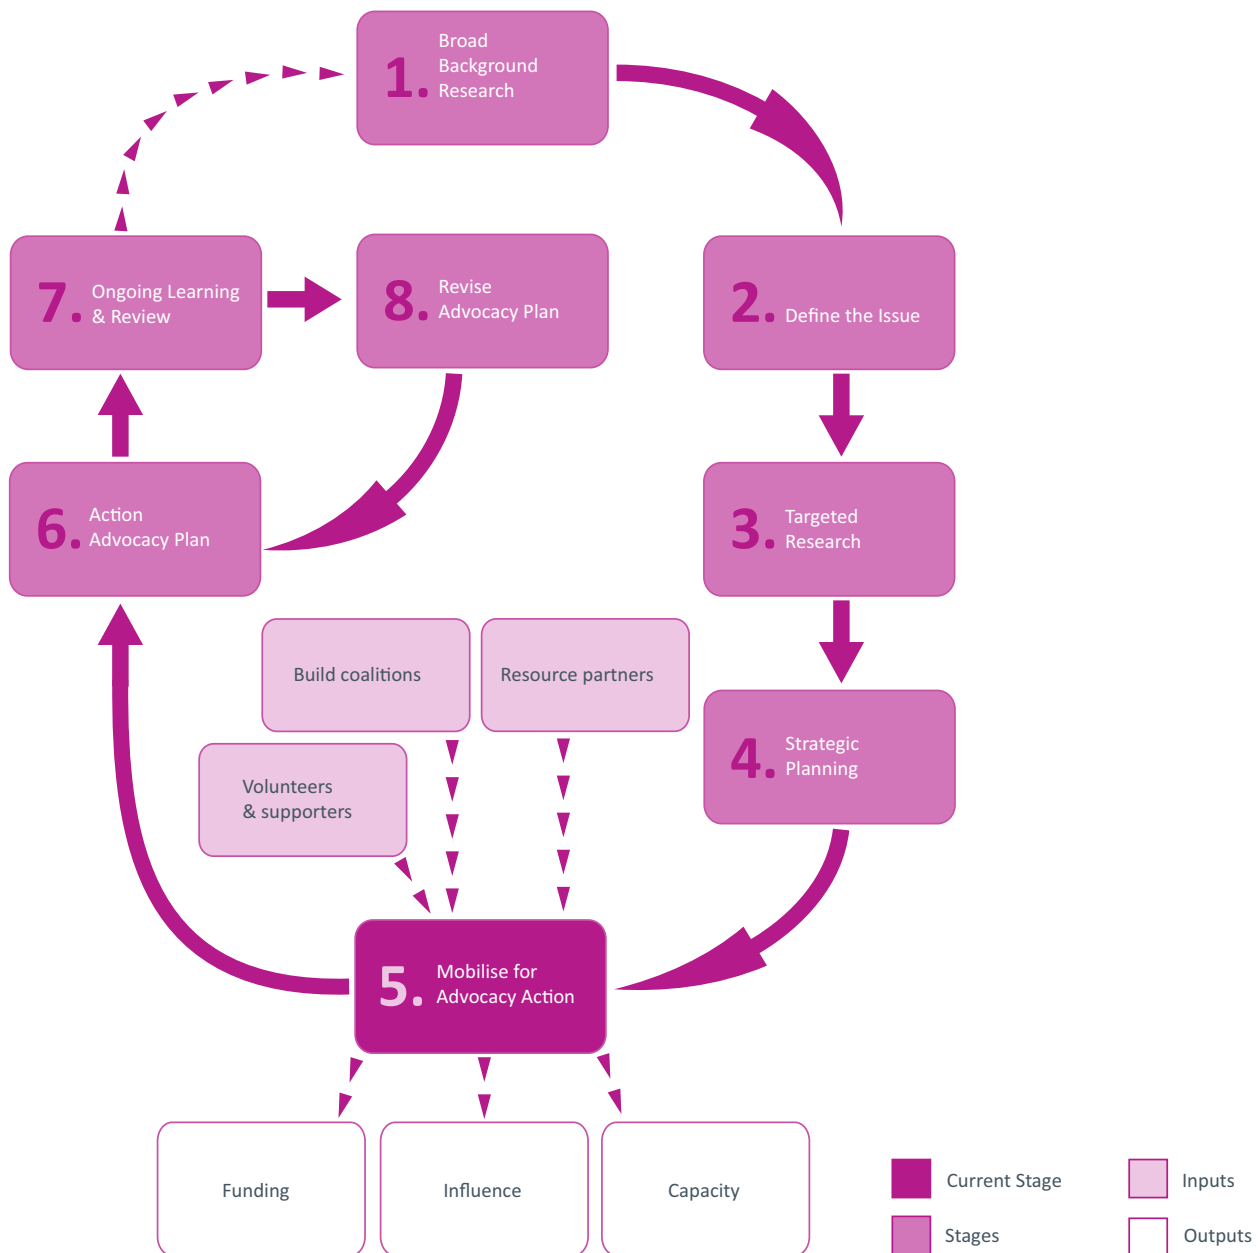 1.
Broad
Background
Research
7.
Ongoing Learning
& Review
8.
Revise
Advocacy Plan
2.
Define the Issue
6.
Action
Advocacy Plan
3.
Targeted
Research
Build coalitions
Resource partners
4.
Strategic
Planning
Volunteers
& supporters
5.
Mobilise for
Advocacy Action
Funding
Influence
Capacity
Current Stage
Inputs
Stages
Outputs